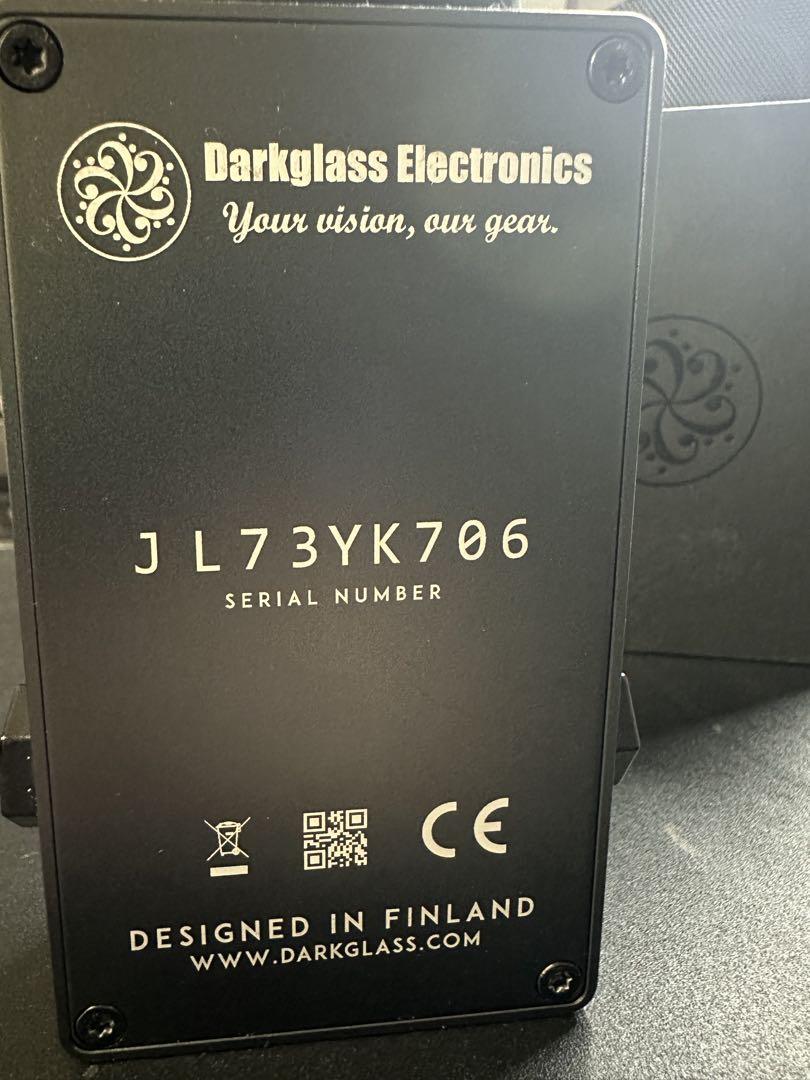 Darkglass Electronics
Your vision, our gear.
JL73YK706
SERIAL NUMBER
CE
DESIGNED IN FINLAND
WWW.DARKGLASS.COM